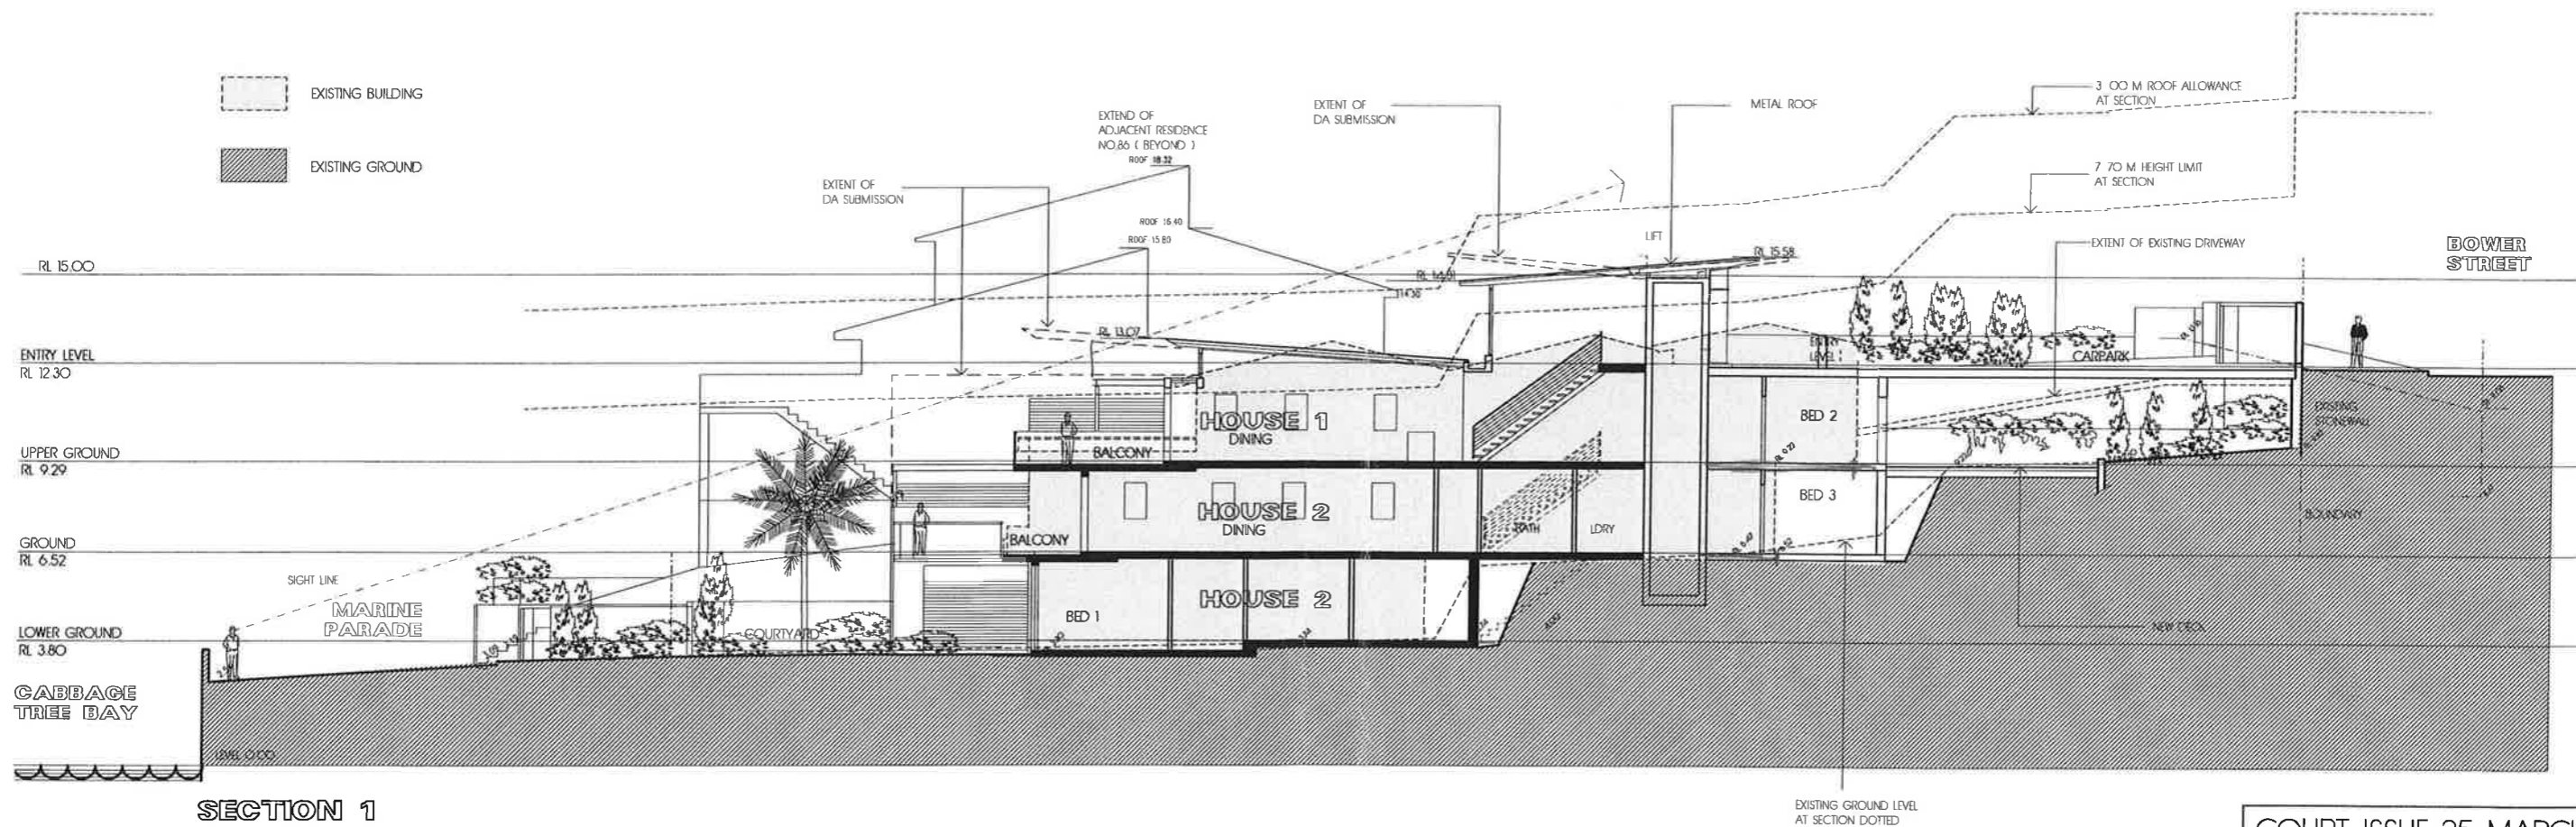 EXISTING BUILDING
EXISTING GROUND
EXTENT OF
DA SUBMISSION
EXTEND OF
ADJACENT RESIDENCE
NO.86 ( BEYOND )
ROOF 18.32
ROOF 16.40
ROOF 15.80
EXTENT OF
DA SUBMISSION
METAL ROOF
3.00 M ROOF ALLOWANCE
AT SECTION
7.70 M HEIGHT LIMIT
AT SECTION
EXTENT OF EXISTING DRIVEWAY
BOWER
STREET
RL 15.00
LIFT
RL 15.58
14.30
RL 13.07
ENTRY LEVEL
RL 12.30
ENTRY
LEVEL
CARPARK
HOUSE 1
DINING
BED 2
EXISTING
STONEWALL
UPPER GROUND
RL 9.29
BALCONY
HOUSE 2
DINING
BATH
LDRY
BED 3
BOUNDARY
GROUND
RL 6.52
BALCONY
SIGHT LINE
MARINE
PARADE
BED 1
HOUSE 2
NEW DECK
LOWER GROUND
RL 3.80
COURTYARD
CABBAGE
TREE BAY
LEVEL 0.00
SECTION 1
EXISTING GROUND LEVEL
AT SECTION DOTTED